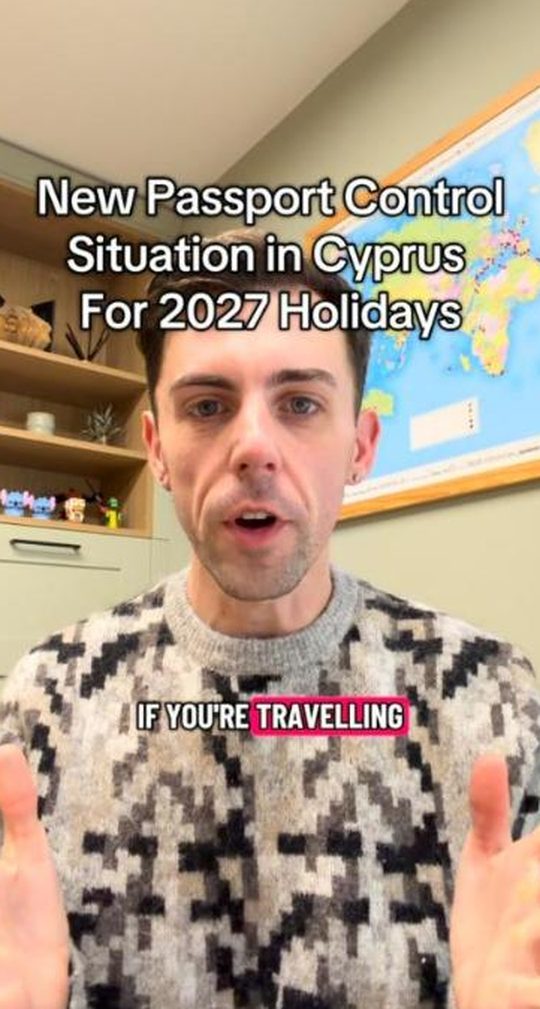 New Passport Control
Situation in Cyprus
For 2027 Holidays
IF YOU'RE TRAVELLING